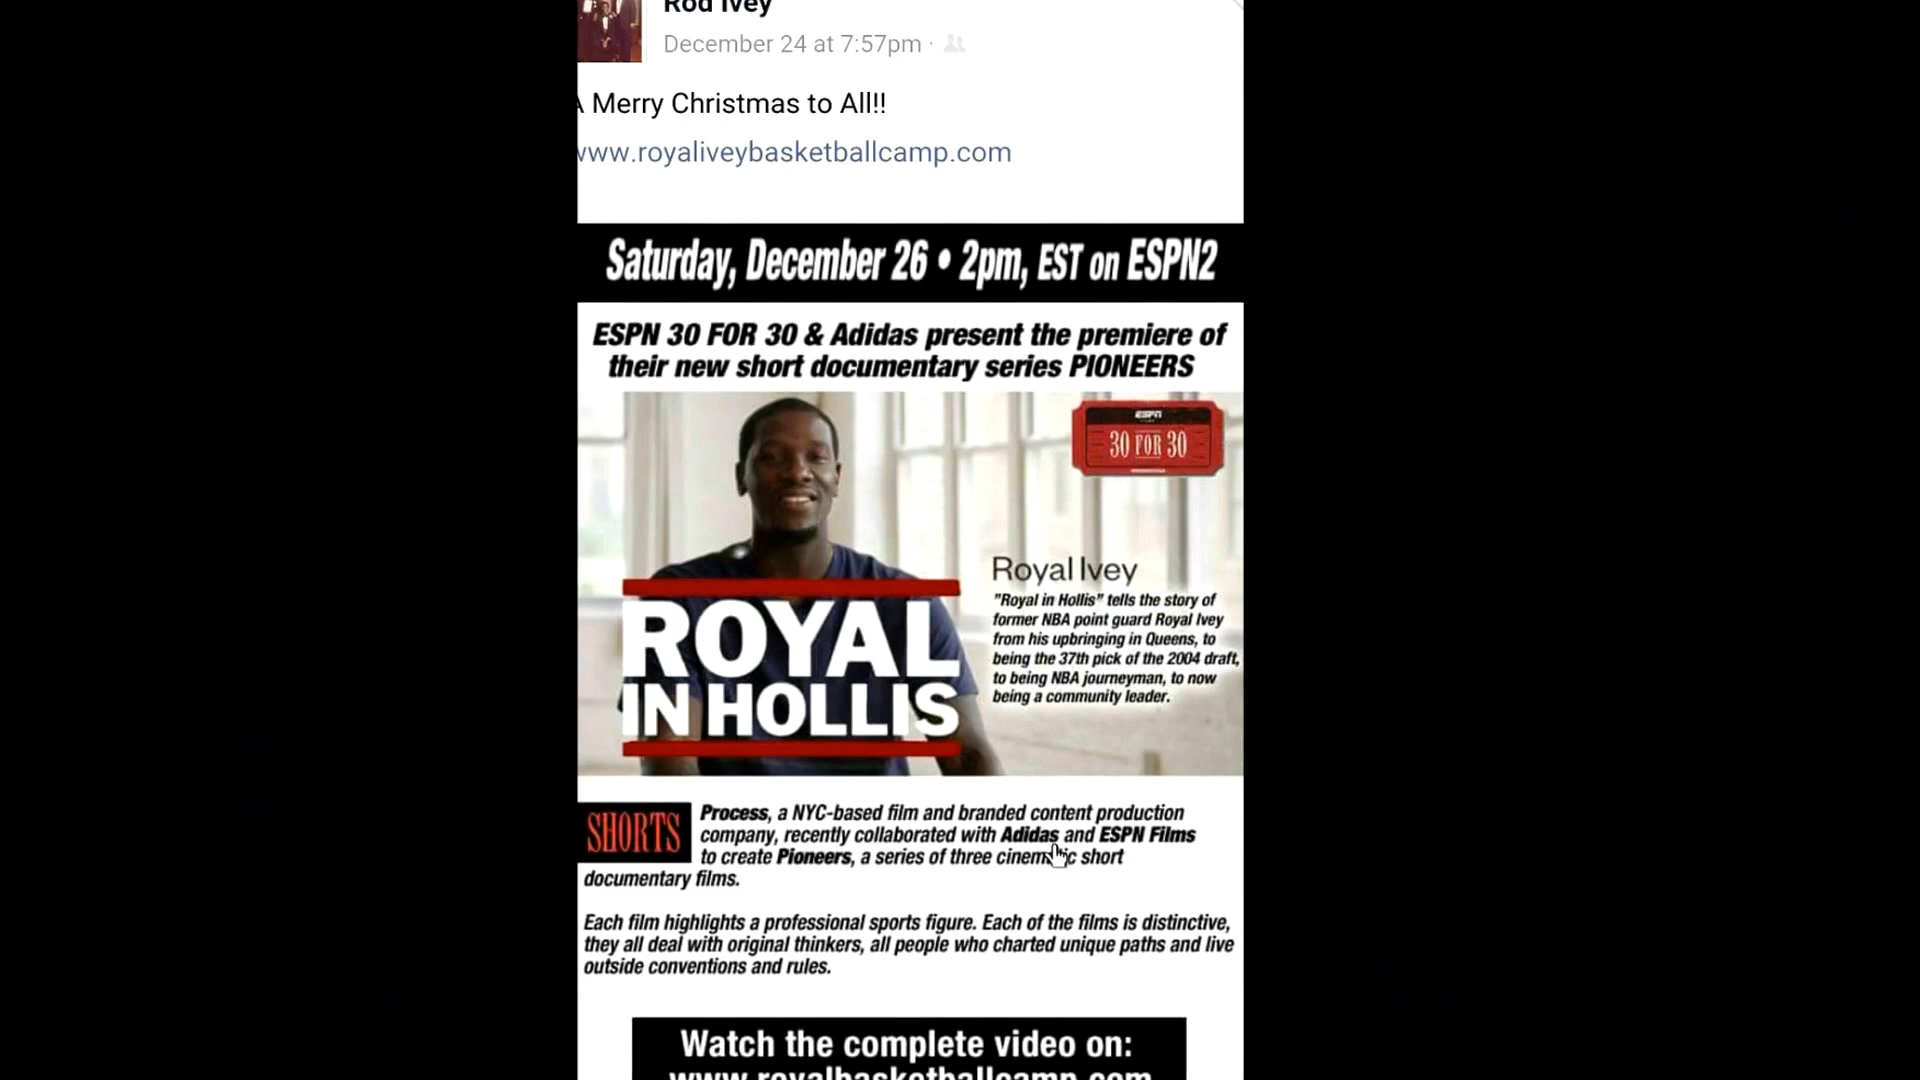 Rod Ivey
December 24 at 7:57pm ·
A Merry Christmas to All!!
www.royaliveybasketballcamp.com
Saturday, December 26 • 2pm, EST on ESPN2
ESPN 30 FOR 30 & Adidas present the premiere of
their new short documentary series PIONEERS
ESPN
30 FOR 30
Royal Ivey
"Royal in Hollis" tells the story of
former NBA point guard Royal Ivey
from his upbringing in Queens, to
being the 37th pick of the 2004 draft,
to being NBA journeyman, to now
being a community leader.
ROYAL
IN HOLLIS
SHORTS
Process, a NYC-based film and branded content production
company, recently collaborated with Adidas and ESPN Films
to create Pioneers, a series of three cinematic short
documentary films.
Each film highlights a professional sports figure. Each of the films is distinctive,
they all deal with original thinkers, all people who charted unique paths and live
outside conventions and rules.
Watch the complete video on:
www.royalbasketballcamp.com